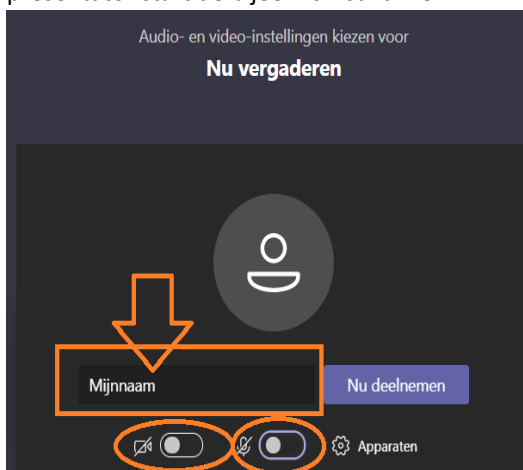 Audio- en video-instellingen kiezen voor
Nu vergaderen
Mijnnaam
Nu deelnemen
Apparaten